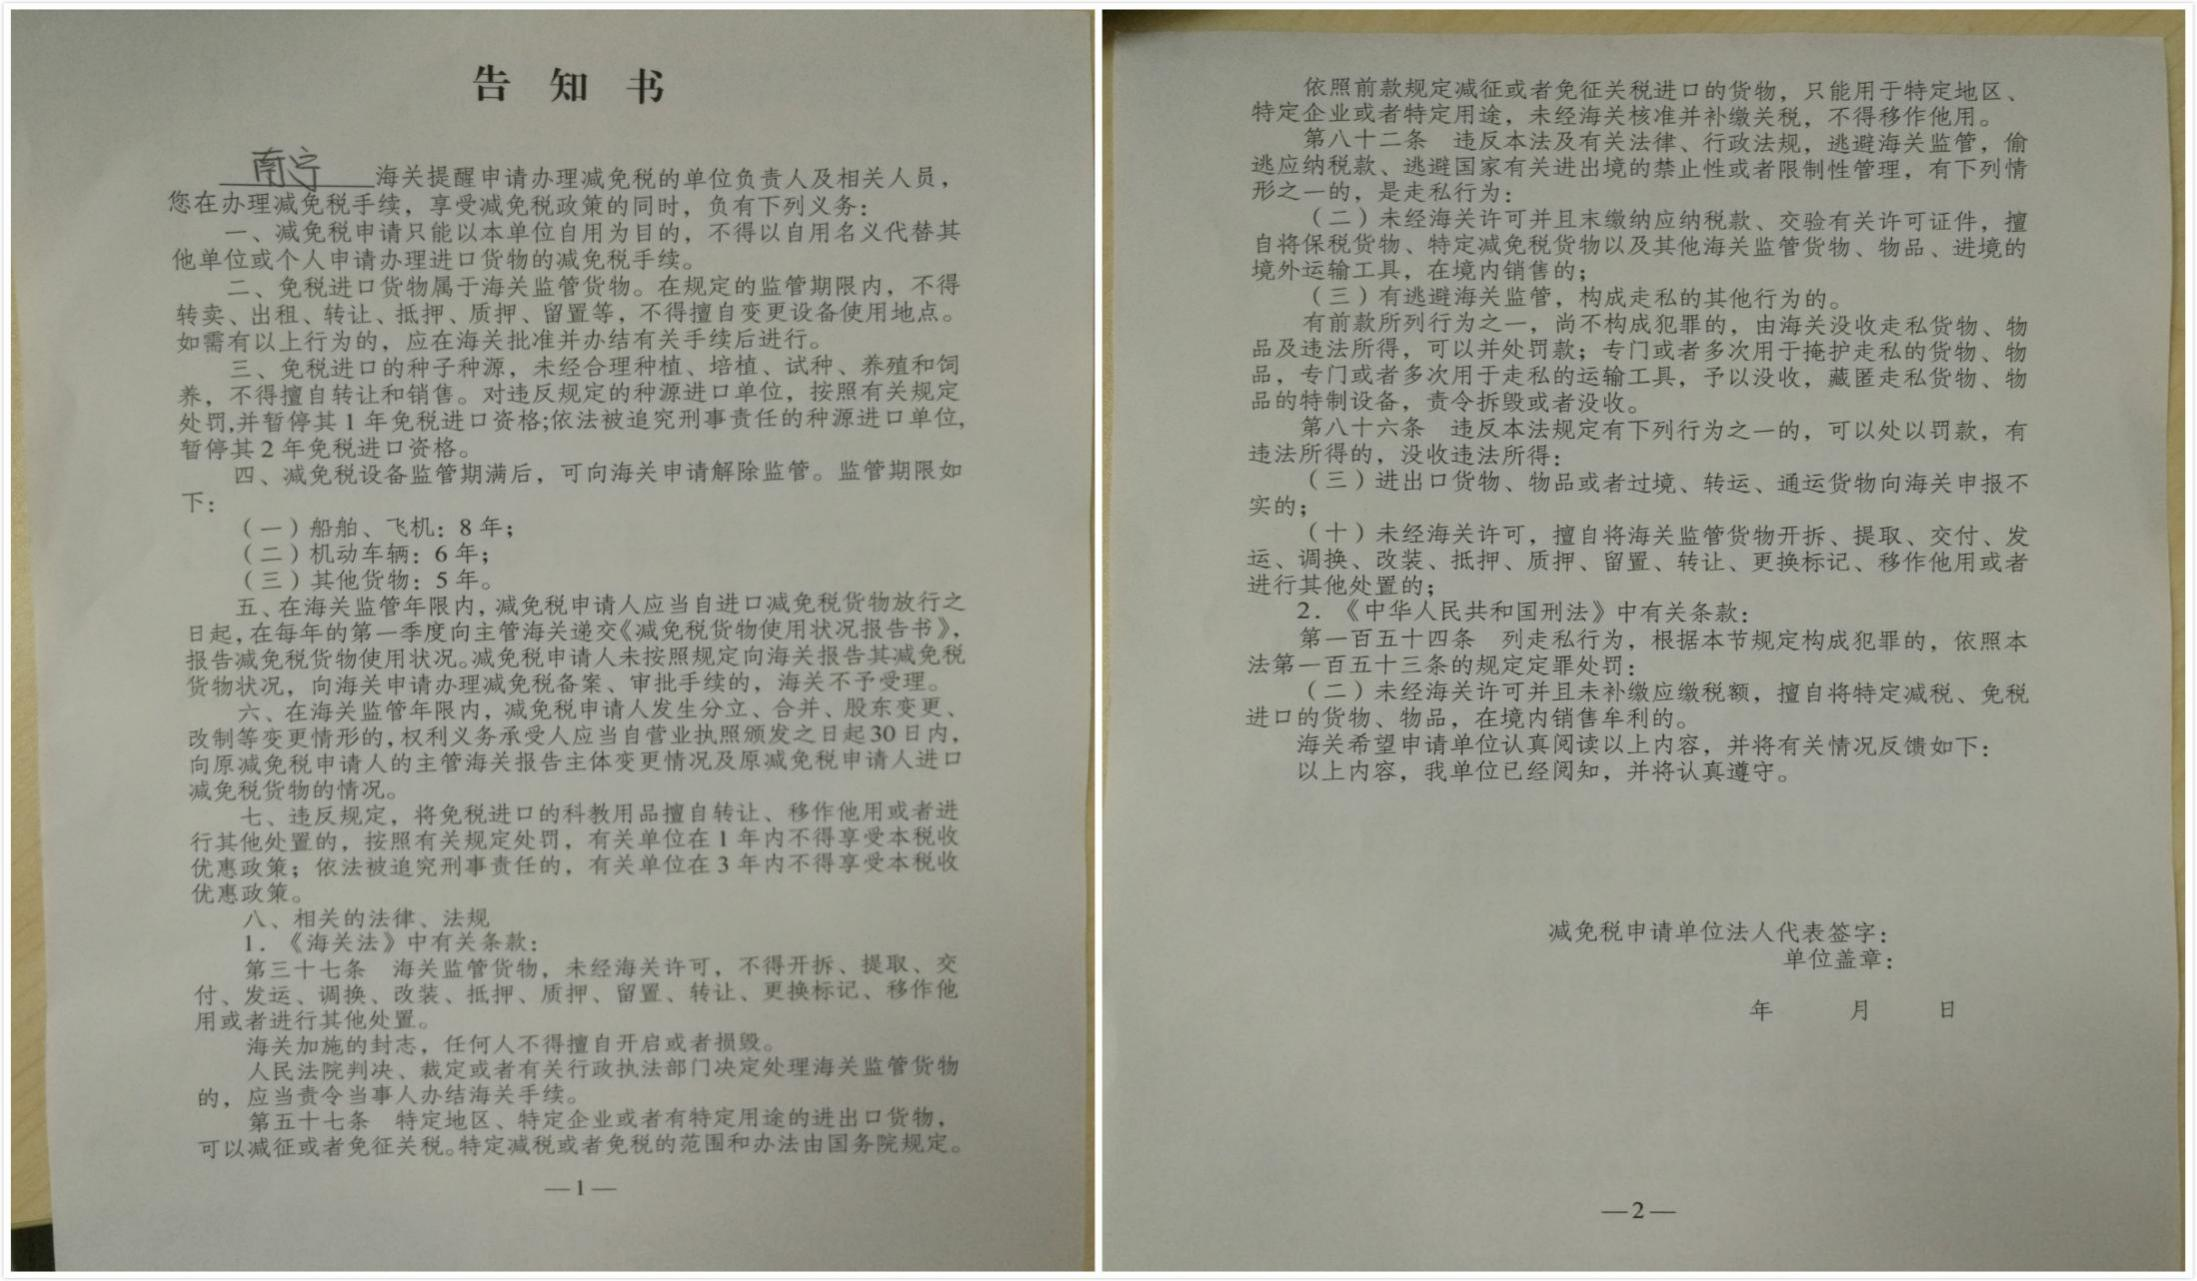 告 知 书
南宁 海关提醒申请办理减免税的单位负责人及相关人员，
您在办理减免税手续，享受减免税政策的同时，负有下列义务：
一、减免税申请只能以本单位自用为目的，不得以自用名义代替其
他单位或个人申请办理进口货物的减免税手续。
二、免税进口货物属于海关监管货物。在规定的监管期限内，不得
转卖、出租、转让、抵押、质押、留置等，不得擅自变更设备使用地点。
如需有以上行为的，应在海关批准并办结有关手续后进行。
三、免税进口的种子种源，未经合理种植、培植、试种、养殖和饲
养，不得擅自转让和销售。对违反规定的种源进口单位，按照有关规定
处罚,并暂停其1年免税进口资格;依法被追究刑事责任的种源进口单位,
暂停其2年免税进口资格。
四、减免税设备监管期满后，可向海关申请解除监管。监管期限如
下：
（一）船舶、飞机：8年；
（二）机动车辆：6年；
（三）其他货物：5年。
五、在海关监管年限内，减免税申请人应当自进口减免税货物放行之
日起，在每年的第一季度向主管海关递交《减免税货物使用状况报告书》，
报告减免税货物使用状况。减免税申请人未按照规定向海关报告其减免税
货物状况，向海关申请办理减免税备案、审批手续的，海关不予受理。
六、在海关监管年限内，减免税申请人发生分立、合并、股东变更、
改制等变更情形的，权利义务承受人应当自营业执照颁发之日起30日内，
向原减免税申请人的主管海关报告主体变更情况及原减免税申请人进口
减免税货物的情况。
七、违反规定，将免税进口的科教用品擅自转让、移作他用或者进
行其他处置的，按照有关规定处罚，有关单位在1年内不得享受本税收
优惠政策；依法被追究刑事责任的，有关单位在3年内不得享受本税收
优惠政策。
八、相关的法律、法规
1.《海关法》中有关条款：
第三十七条 海关监管货物，未经海关许可，不得开拆、提取、交
付、发运、调换、改装、抵押、质押、留置、转让、更换标记、移作他
用或者进行其他处置。
海关加施的封志，任何人不得擅自开启或者损毁。
人民法院判决、裁定或者有关行政执法部门决定处理海关监管货物
的，应当责令当事人办结海关手续。
第五十七条 特定地区、特定企业或者有特定用途的进出口货物，
可以减征或者免征关税。特定减税或者免税的范围和办法由国务院规定。
—1—
依照前款规定减征或者免征关税进口的货物，只能用于特定地区、
特定企业或者特定用途，未经海关核准并补缴关税，不得移作他用。
第八十二条 违反本法及有关法律、行政法规，逃避海关监管，偷
逃应纳税款、逃避国家有关进出境的禁止性或者限制性管理，有下列情
形之一的，是走私行为：
（二）未经海关许可并且末缴纳应纳税款、交验有关许可证件，擅
自将保税货物、特定减免税货物以及其他海关监管货物、物品、进境的
境外运输工具，在境内销售的；
（三）有逃避海关监管，构成走私的其他行为的。
有前款所列行为之一，尚不构成犯罪的，由海关没收走私货物、物
品及违法所得，可以并处罚款；专门或者多次用于掩护走私的货物、物
品，专门或者多次用于走私的运输工具，予以没收，藏匿走私货物、物
品的特制设备，责令拆毁或者没收。
第八十六条 违反本法规定有下列行为之一的，可以处以罚款，有
违法所得的，没收违法所得：
（三）进出口货物、物品或者过境、转运、通运货物向海关申报不
实的；
（十）未经海关许可，擅自将海关监管货物开拆、提取、交付、发
运、调换、改装、抵押、质押、留置、转让、更换标记、移作他用或者
进行其他处置的；
2.《中华人民共和国刑法》中有关条款：
第一百五十四条 列走私行为，根据本节规定构成犯罪的，依照本
法第一百五十三条的规定定罪处罚：
（二）未经海关许可并且未补缴应缴税额，擅自将特定减税、免税
进口的货物、物品，在境内销售牟利的。
海关希望申请单位认真阅读以上内容，并将有关情况反馈如下：
以上内容，我单位已经阅知，并将认真遵守。
减免税申请单位法人代表签字：
单位盖章：
年 月 日
—2—